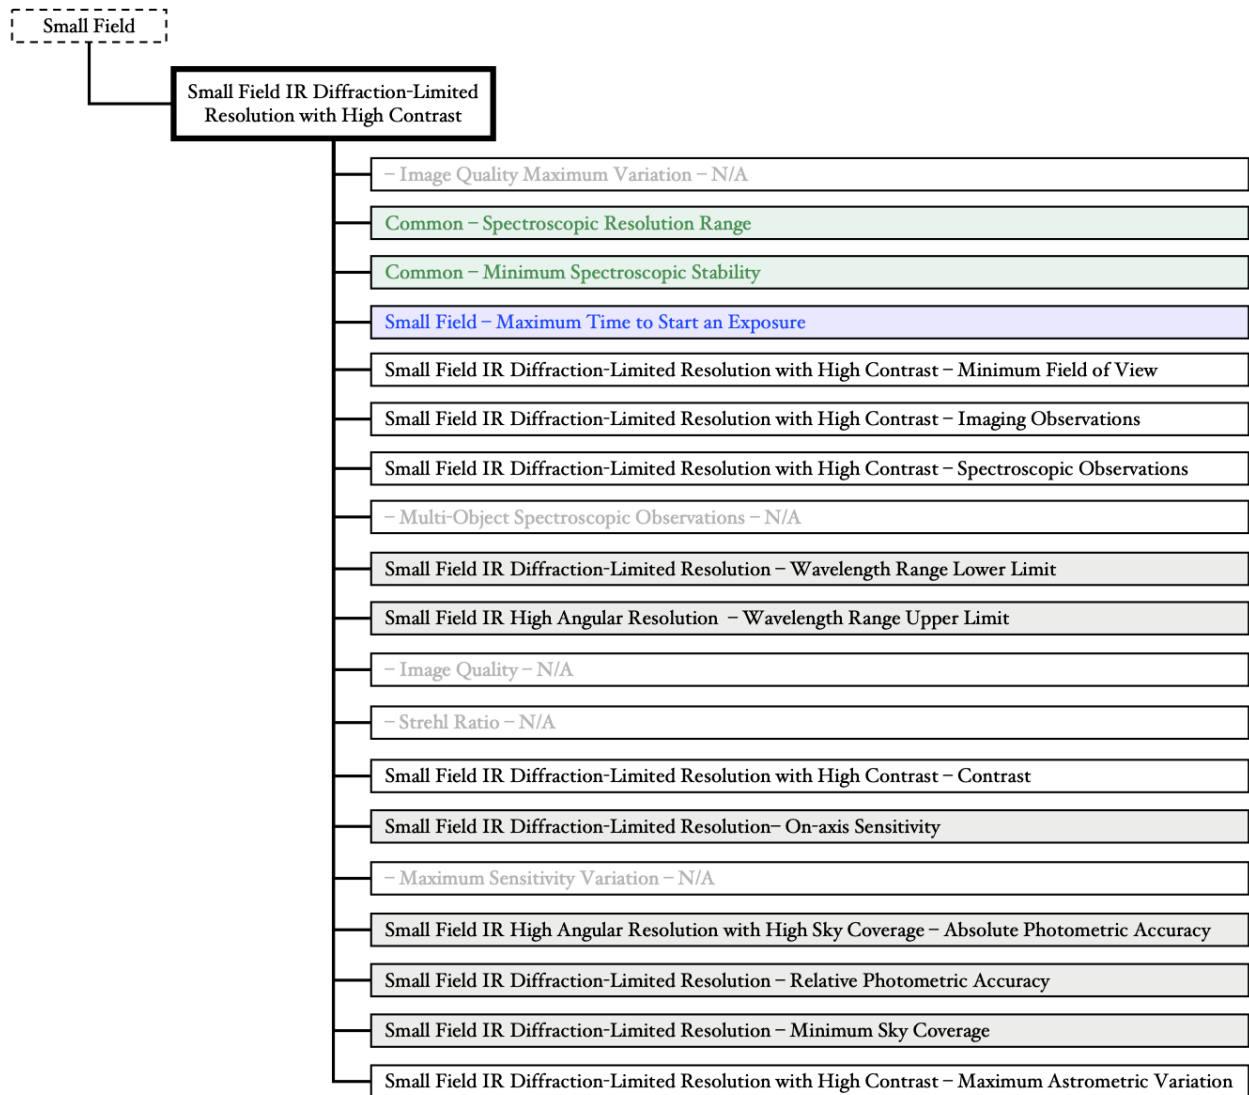 Small Field
Small Field IR Diffraction-Limited
Resolution with High Contrast
– Image Quality Maximum Variation – N/A
Common – Spectroscopic Resolution Range
Common – Minimum Spectroscopic Stability
Small Field – Maximum Time to Start an Exposure
Small Field IR Diffraction-Limited Resolution with High Contrast – Minimum Field of View
Small Field IR Diffraction-Limited Resolution with High Contrast – Imaging Observations
Small Field IR Diffraction-Limited Resolution with High Contrast – Spectroscopic Observations
– Multi-Object Spectroscopic Observations – N/A
Small Field IR Diffraction-Limited Resolution – Wavelength Range Lower Limit
Small Field IR High Angular Resolution – Wavelength Range Upper Limit
– Image Quality – N/A
– Strehl Ratio – N/A
Small Field IR Diffraction-Limited Resolution with High Contrast – Contrast
Small Field IR Diffraction-Limited Resolution– On-axis Sensitivity
– Maximum Sensitivity Variation – N/A
Small Field IR High Angular Resolution with High Sky Coverage – Absolute Photometric Accuracy
Small Field IR Diffraction-Limited Resolution – Relative Photometric Accuracy
Small Field IR Diffraction-Limited Resolution – Minimum Sky Coverage
Small Field IR Diffraction-Limited Resolution with High Contrast – Maximum Astrometric Variation